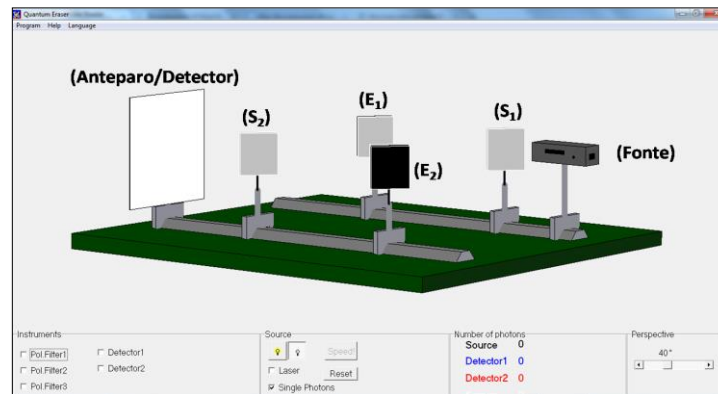 Quantum Eraser
Program Help Language
(Anteparo/Detector)
(S₂)
(E₁)
(S₁)
(Fonte)
(E₂)
Instruments
Pol.Filter1
Pol.Filter2
Pol.Filter3
Detector1
Detector2
Source
Speed!
Laser
Reset
Single Photons
Number of photons
Source 0
Detector1 0
Detector2 0
Perspective
40°